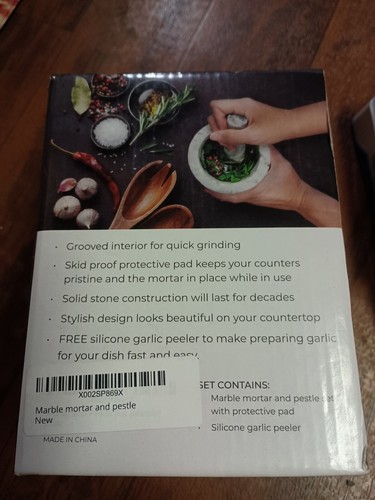 · Grooved interior for quick grinding
· Skid proof protective pad keeps your counters
pristine and the mortar in place while in use
· Solid stone construction will last for decades
· Stylish design looks beautiful on your countertop
· FREE silicone garlic peeler to make preparing garlic
for your dish fast and easy.
SET CONTAINS:
Marble mortar and pestle set
with protective pad
· Silicone garlic peeler
X002SP869X
Marble mortar and pestle
New
MADE IN CHINA